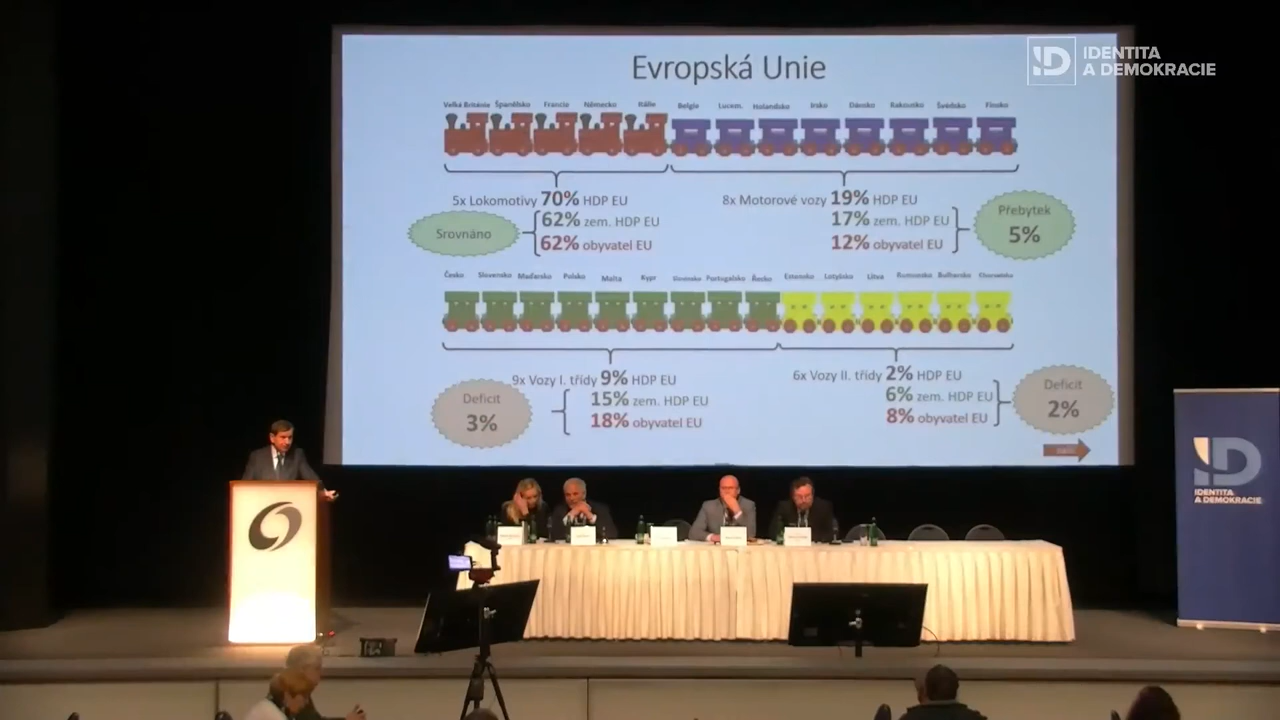 Evropská Unie
IDENTITA
A DEMOKRACIE
Velká Británie Španělsko Francie Německo Itálie Belgie Lucem. Holandsko Irsko Dánsko Rakousko Švédsko Finsko
5x Lokomotivy 70% HDP EU
62% zem. HDP EU
62% obyvatel EU
Srovnáno
8x Motorové vozy 19% HDP EU
17% zem. HDP EU
12% obyvatel EU
Přebytek
5%
Česko Slovensko Maďarsko Polsko Malta Kypr Slovinsko Portugalsko Řecko Estonsko Lotyšsko Litva Rumunsko Bulharsko Chorvatsko
9x Vozy I. třídy 9% HDP EU
15% zem. HDP EU
18% obyvatel EU
Deficit
3%
6x Vozy II. třídy 2% HDP EU
6% zem. HDP EU
8% obyvatel EU
Deficit
2%
ID
IDENTITA
A DEMOKRACIE